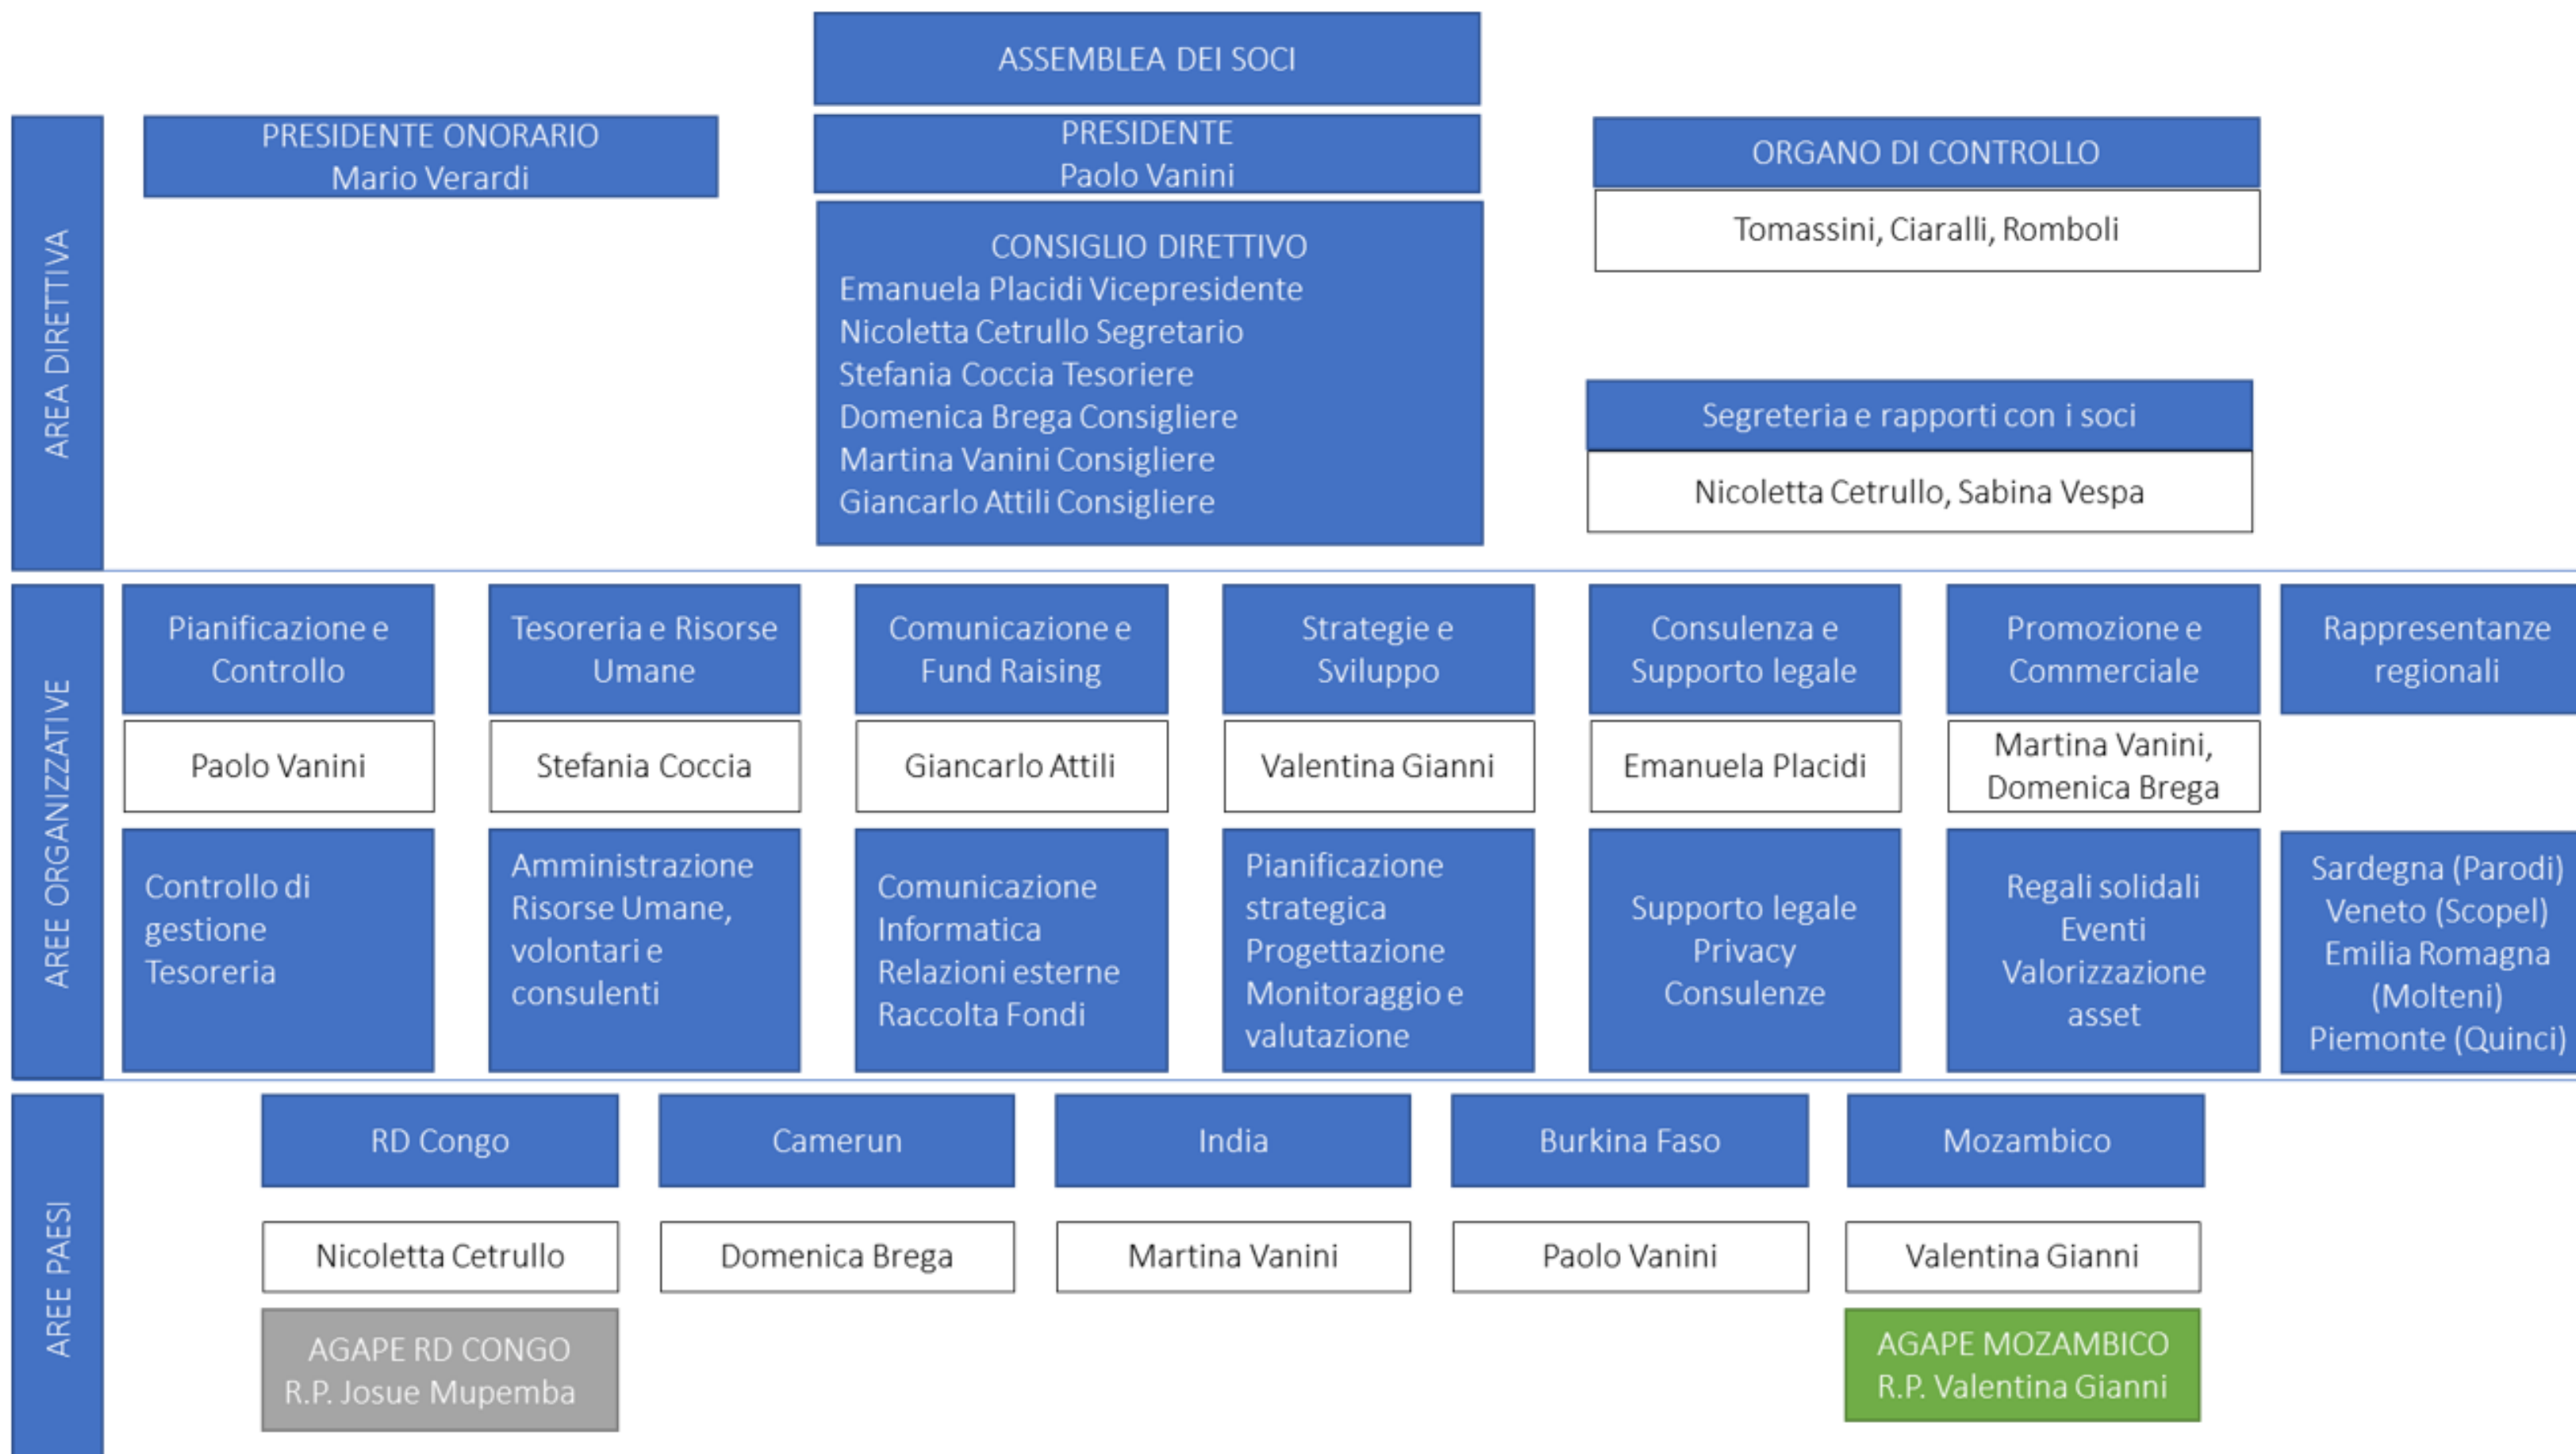 ASSEMBLEA DEI SOCI
AREA DIRETTIVA
PRESIDENTE ONORARIO
Mario Verardi
PRESIDENTE
Paolo Vanini
ORGANO DI CONTROLLO
Tomassini, Ciaralli, Romboli
CONSIGLIO DIRETTIVO
Emanuela Placidi Vicepresidente
Nicoletta Cetrullo Segretario
Stefania Coccia Tesoriere
Domenica Brega Consigliere
Martina Vanini Consigliere
Giancarlo Attili Consigliere
Segreteria e rapporti con i soci
Nicoletta Cetrullo, Sabina Vespa
AREE ORGANIZZATIVE
Pianificazione e
Controllo
Paolo Vanini
Controllo di
gestione
Tesoreria
Tesoreria e Risorse
Umane
Stefania Coccia
Amministrazione
Risorse Umane,
volontari e
consulenti
Comunicazione e
Fund Raising
Giancarlo Attili
Comunicazione
Informatica
Relazioni esterne
Raccolta Fondi
Strategie e
Sviluppo
Valentina Gianni
Pianificazione
strategica
Progettazione
Monitoraggio e
valutazione
Consulenza e
Supporto legale
Emanuela Placidi
Supporto legale
Privacy
Consulenze
Promozione e
Commerciale
Martina Vanini,
Domenica Brega
Regali solidali
Eventi
Valorizzazione
asset
Rappresentanze
regionali
Sardegna (Parodi)
Veneto (Scopel)
Emilia Romagna
(Molteni)
Piemonte (Quinci)
AREE PAESI
RD Congo
Nicoletta Cetrullo
AGAPE RD CONGO
R.P. Josue Mupemba
Camerun
Domenica Brega
India
Martina Vanini
Burkina Faso
Paolo Vanini
Mozambico
Valentina Gianni
AGAPE MOZAMBICO
R.P. Valentina Gianni